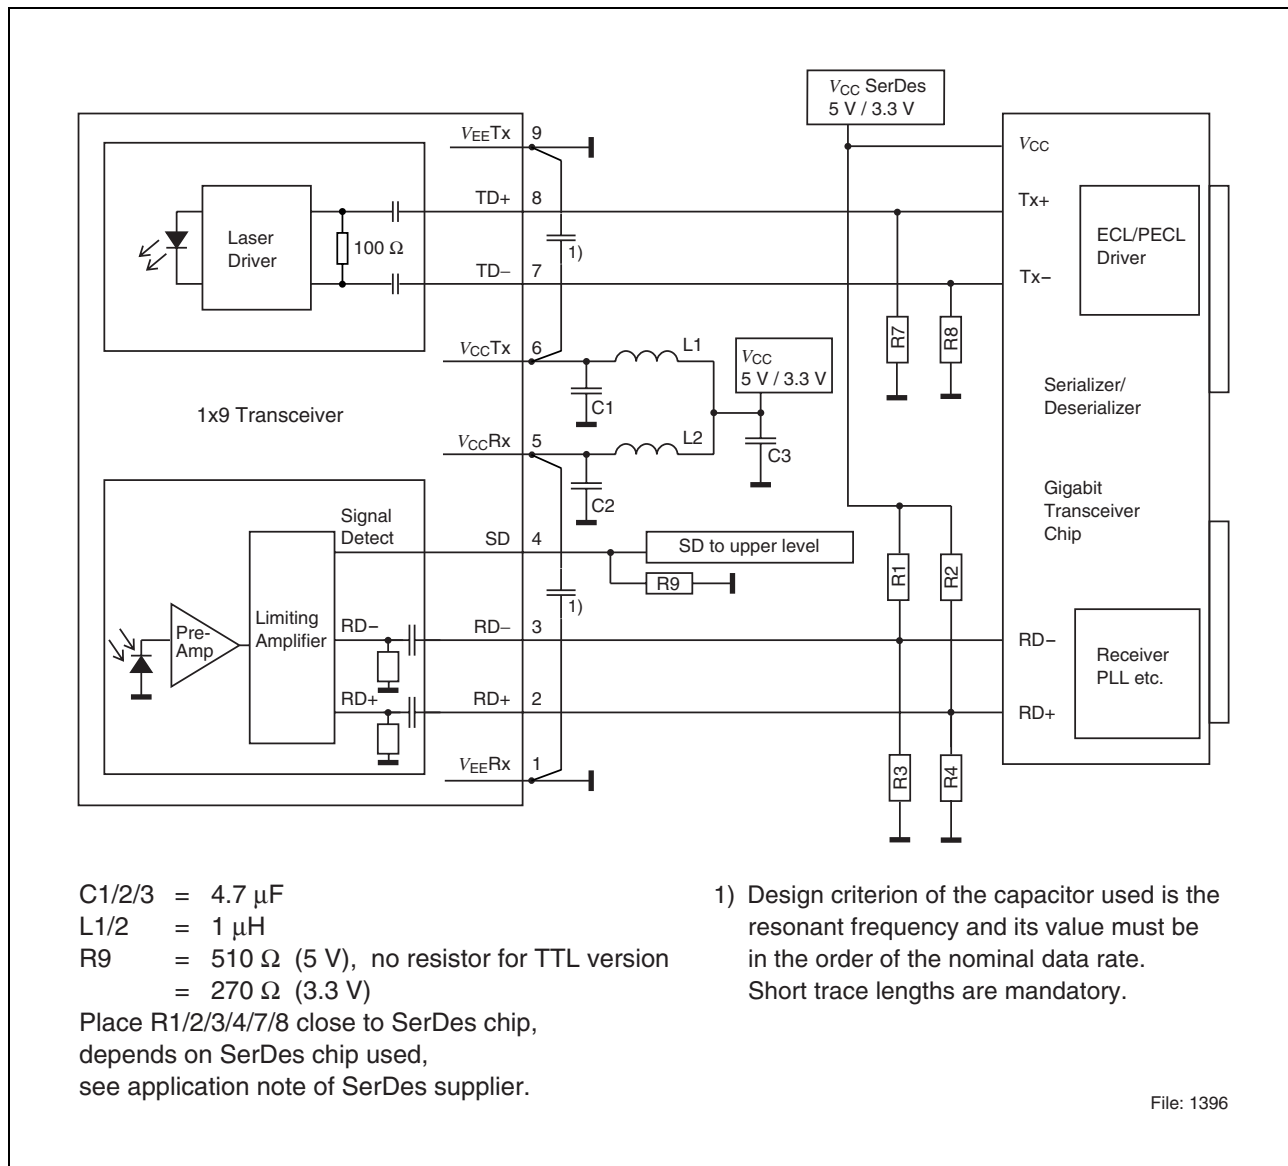 VCC SerDes
5 V / 3.3 V
VEETx
9
VCC
TD+
8
Tx+
Laser
Driver
100 Ω
1)
ECL/PECL
Driver
TD−
7
Tx−
R7
R8
VCCTx
6
L1
VCC
5 V / 3.3 V
C1
Serializer/
Deserializer
1x9 Transceiver
VCCRx
5
L2
C3
C2
Gigabit
Transceiver
Chip
Signal
Detect
SD
4
SD to upper level
R9
R1
R2
1)
Pre-
Amp
Limiting
Amplifier
RD−
RD−
3
RD−
Receiver
PLL etc.
RD+
RD+
2
RD+
VEERx
1
R3
R4
C1/2/3 = 4.7 μF
L1/2 = 1 μH
R9 = 510 Ω (5 V), no resistor for TTL version
= 270 Ω (3.3 V)
Place R1/2/3/4/7/8 close to SerDes chip,
depends on SerDes chip used,
see application note of SerDes supplier.
1) Design criterion of the capacitor used is the
resonant frequency and its value must be
in the order of the nominal data rate.
Short trace lengths are mandatory.
File: 1396